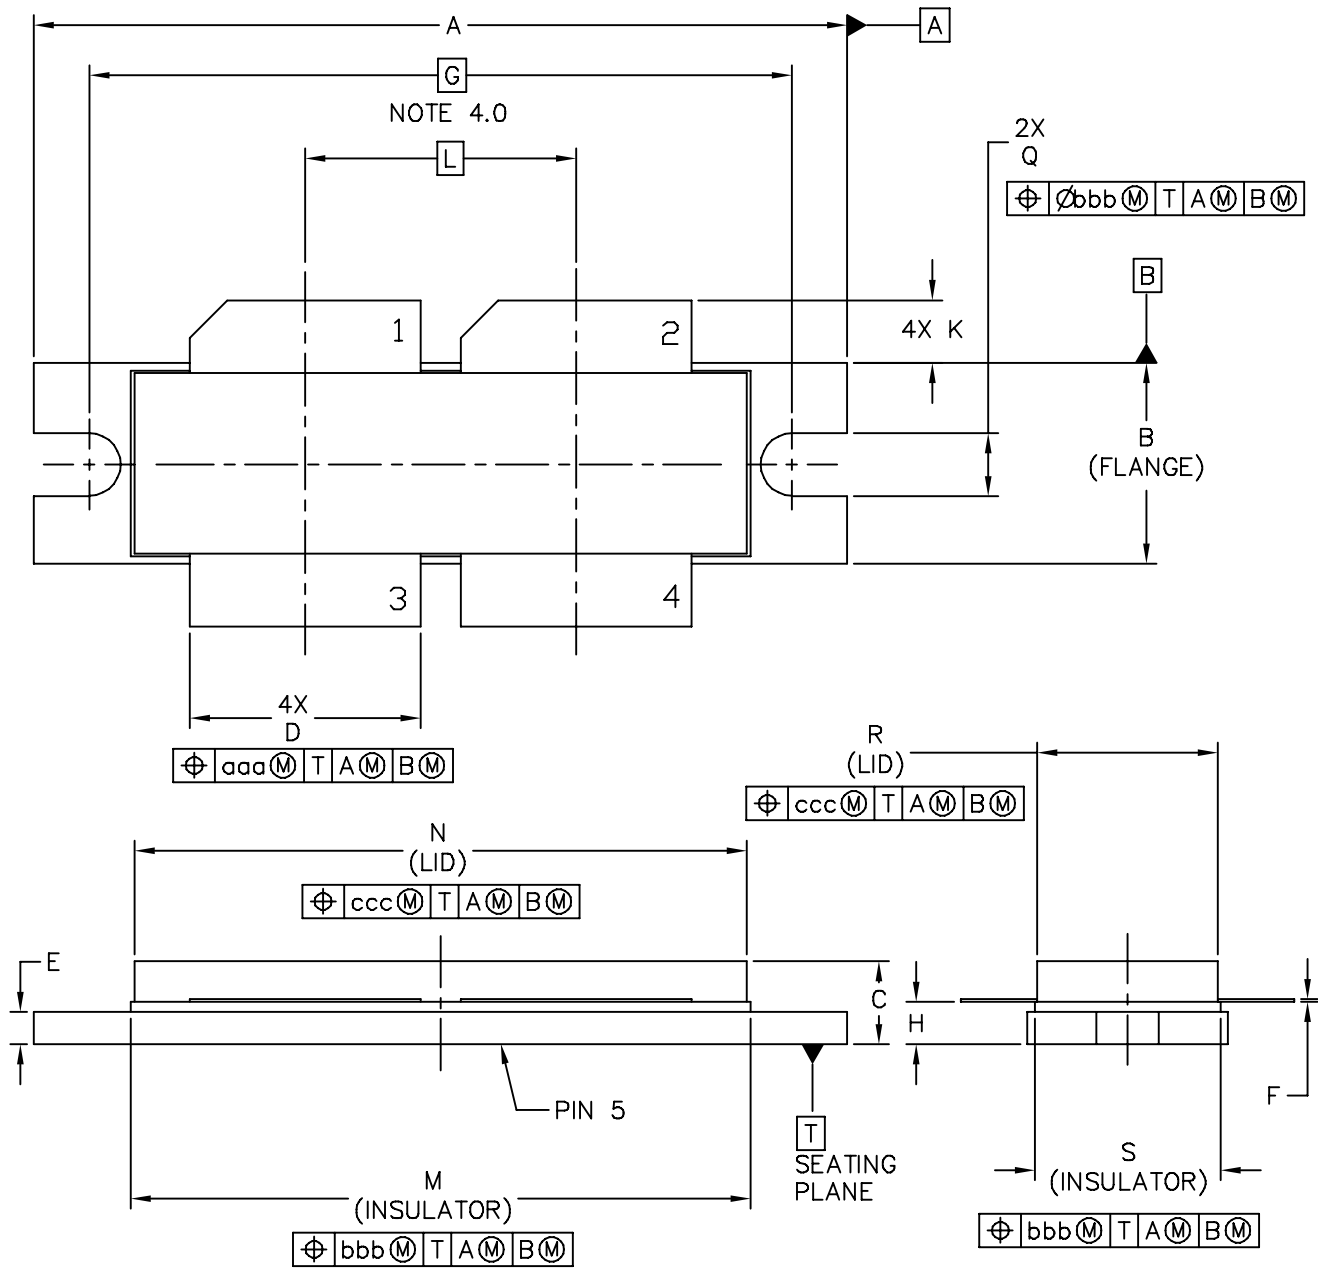 A
A
G
NOTE 4.0
L
2X
Q
⌖ Øbbb Ⓜ T A Ⓜ B Ⓜ
B
1
2
4X K
B
(FLANGE)
3
4
4X
D
⌖ aaa Ⓜ T A Ⓜ B Ⓜ
R
(LID)
⌖ ccc Ⓜ T A Ⓜ B Ⓜ
N
(LID)
⌖ ccc Ⓜ T A Ⓜ B Ⓜ
E
C
H
F
PIN 5
T
SEATING
PLANE
M
(INSULATOR)
⌖ bbb Ⓜ T A Ⓜ B Ⓜ
S
(INSULATOR)
⌖ bbb Ⓜ T A Ⓜ B Ⓜ